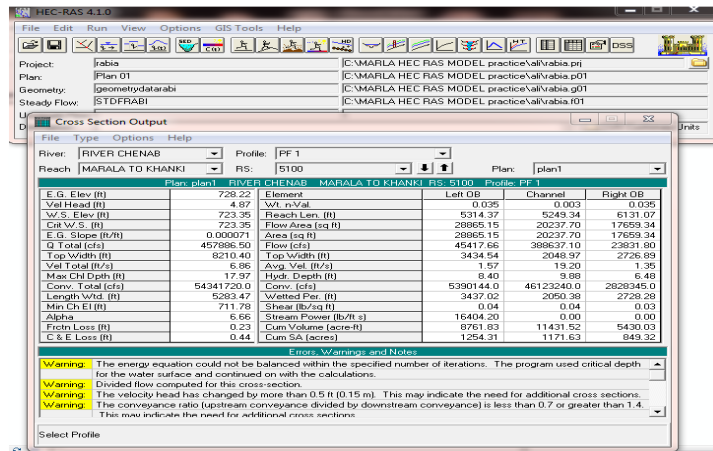 HEC-RAS 4.1.0
File Edit Run View Options GIS Tools Help
DSS
Project: rabia C:\MARLA HEC RAS MODEL practice\ali\rabia.prj
Plan: Plan 01 C:\MARLA HEC RAS MODEL practice\ali\rabia.p01
Geometry: geometrydatarabi C:\MARLA HEC RAS MODEL practice\ali\rabia.g01
Steady Flow: STDFRABI C:\MARLA HEC RAS MODEL practice\ali\rabia.f01
Units
Cross Section Output
File Type Options Help
River: RIVER CHENAB Profile: PF 1
Reach MARALA TO KHANKI RS: 5100 Plan: plan1
Plan: plan1 RIVER CHENAB MARALA TO KHANKI RS: 5100 Profile: PF 1
E.G. Elev (ft) 728.22 Element Left OB Channel Right OB
Vel Head (ft) 4.87 Wt. n-Val. 0.035 0.003 0.035
W.S. Elev (ft) 723.35 Reach Len. (ft) 5314.37 5249.34 6131.07
Crit W.S. (ft) 723.35 Flow Area (sq ft) 28865.15 20237.70 17659.34
E.G. Slope (ft/ft) 0.000071 Area (sq ft) 28865.15 20237.70 17659.34
Q Total (cfs) 457886.50 Flow (cfs) 45417.66 388637.10 23831.80
Top Width (ft) 8210.40 Top Width (ft) 3434.54 2048.97 2726.89
Vel Total (ft/s) 6.86 Avg. Vel. (ft/s) 1.57 19.20 1.35
Max Chl Dpth (ft) 17.97 Hydr. Depth (ft) 8.40 9.88 6.48
Conv. Total (cfs) 54341720.0 Conv. (cfs) 5390144.0 46123240.0 2828345.0
Length Wtd. (ft) 5283.47 Wetted Per. (ft) 3437.02 2050.38 2728.28
Min Ch El (ft) 711.78 Shear (lb/sq ft) 0.04 0.04 0.03
Alpha 6.66 Stream Power (lb/ft s) 16404.20 0.00 0.00
Frctn Loss (ft) 0.23 Cum Volume (acre-ft) 8761.83 11431.52 5430.03
C & E Loss (ft) 0.44 Cum SA (acres) 1254.31 1171.63 849.32
Errors, Warnings and Notes
Warning: The energy equation could not be balanced within the specified number of iterations. The program used critical depth
for the water surface and continued on with the calculations.
Warning: Divided flow computed for this cross-section.
Warning: The velocity head has changed by more than 0.5 ft (0.15 m). This may indicate the need for additional cross sections.
Warning: The conveyance ratio (upstream conveyance divided by downstream conveyance) is less than 0.7 or greater than 1.4.
This may indicate the need for additional cross sections
Select Profile